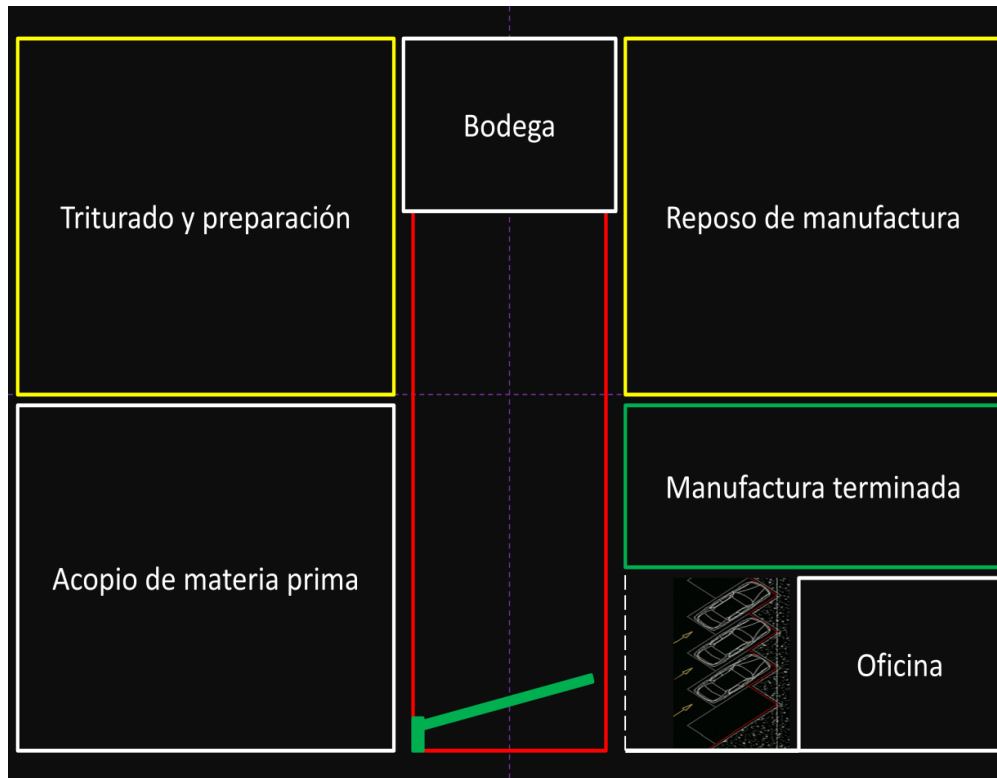 Bodega
Triturado y preparación
Reposo de manufactura
Manufactura terminada
Acopio de materia prima
Oficina